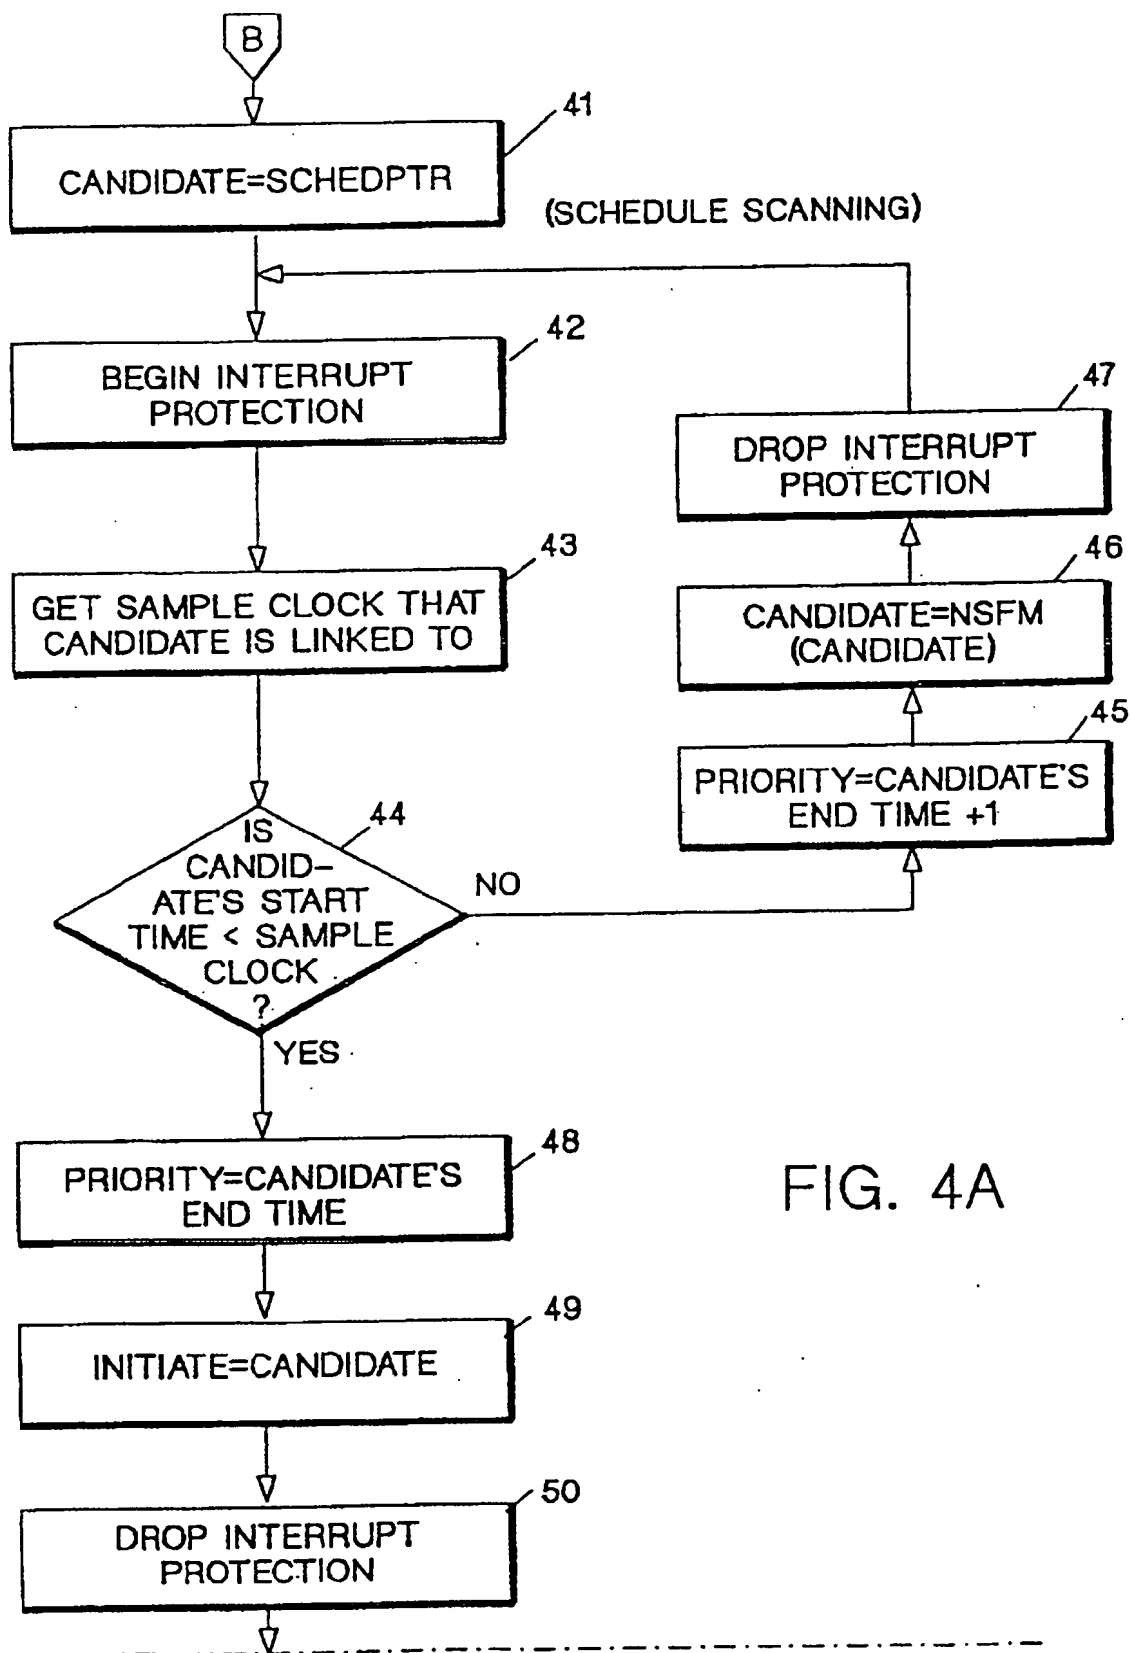 B
41
CANDIDATE=SCHEDPTR
(SCHEDULE SCANNING)
42
BEGIN INTERRUPT
PROTECTION
47
DROP INTERRUPT
PROTECTION
43
GET SAMPLE CLOCK THAT
CANDIDATE IS LINKED TO
46
CANDIDATE=NSFM
(CANDIDATE)
45
PRIORITY=CANDIDATE'S
END TIME +1
44
IS
CANDID-
ATE'S START
TIME < SAMPLE
CLOCK
?
NO
YES
48
PRIORITY=CANDIDATE'S
END TIME
FIG. 4A
49
INITIATE=CANDIDATE
50
DROP INTERRUPT
PROTECTION